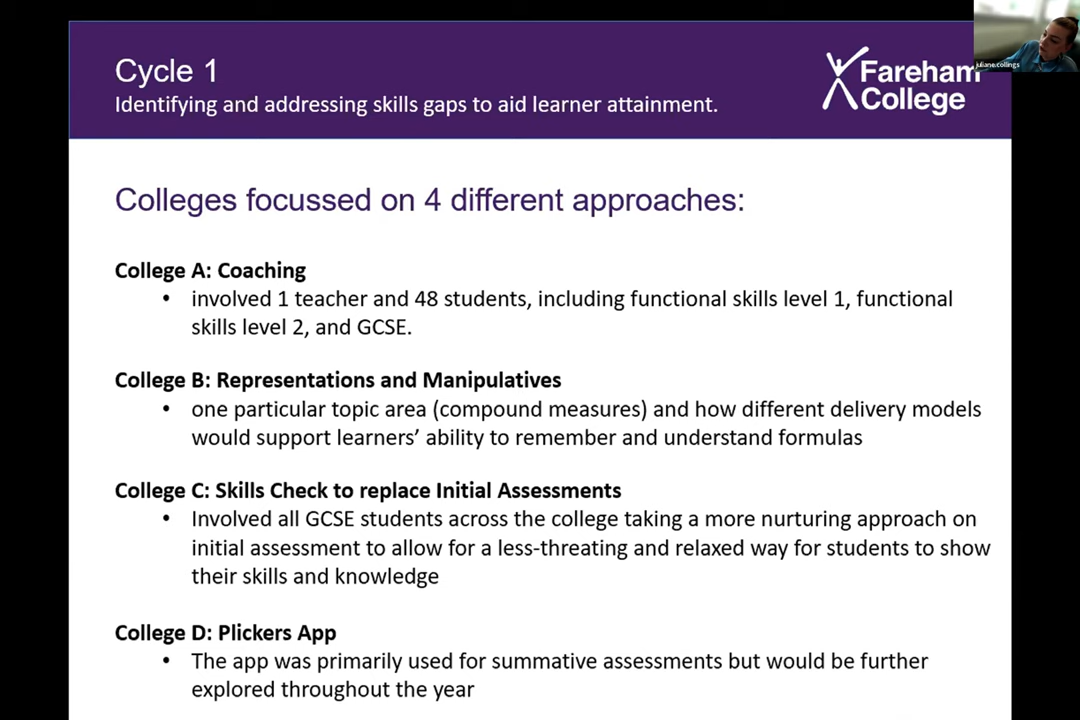 Cycle 1
Identifying and addressing skills gaps to aid learner attainment.
Fareham
College
juliane.collings
Colleges focussed on 4 different approaches:
College A: Coaching
• involved 1 teacher and 48 students, including functional skills level 1, functional
skills level 2, and GCSE.
College B: Representations and Manipulatives
• one particular topic area (compound measures) and how different delivery models
would support learners’ ability to remember and understand formulas
College C: Skills Check to replace Initial Assessments
• Involved all GCSE students across the college taking a more nurturing approach on
initial assessment to allow for a less-threating and relaxed way for students to show
their skills and knowledge
College D: Plickers App
• The app was primarily used for summative assessments but would be further
explored throughout the year